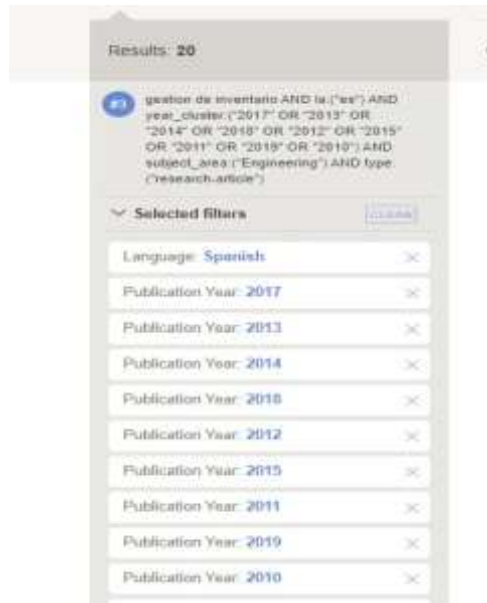 Results: 20
#3
gestion de inventario AND la:("es") AND
year_cluster:("2017" OR "2013" OR
"2014" OR "2018" OR "2012" OR "2015"
OR "2011" OR "2019" OR "2010") AND
subject_area:("Engineering") AND type:
("research-article")
Selected filters
CLEAR
Language: Spanish
Publication Year: 2017
Publication Year: 2013
Publication Year: 2014
Publication Year: 2018
Publication Year: 2012
Publication Year: 2015
Publication Year: 2011
Publication Year: 2019
Publication Year: 2010